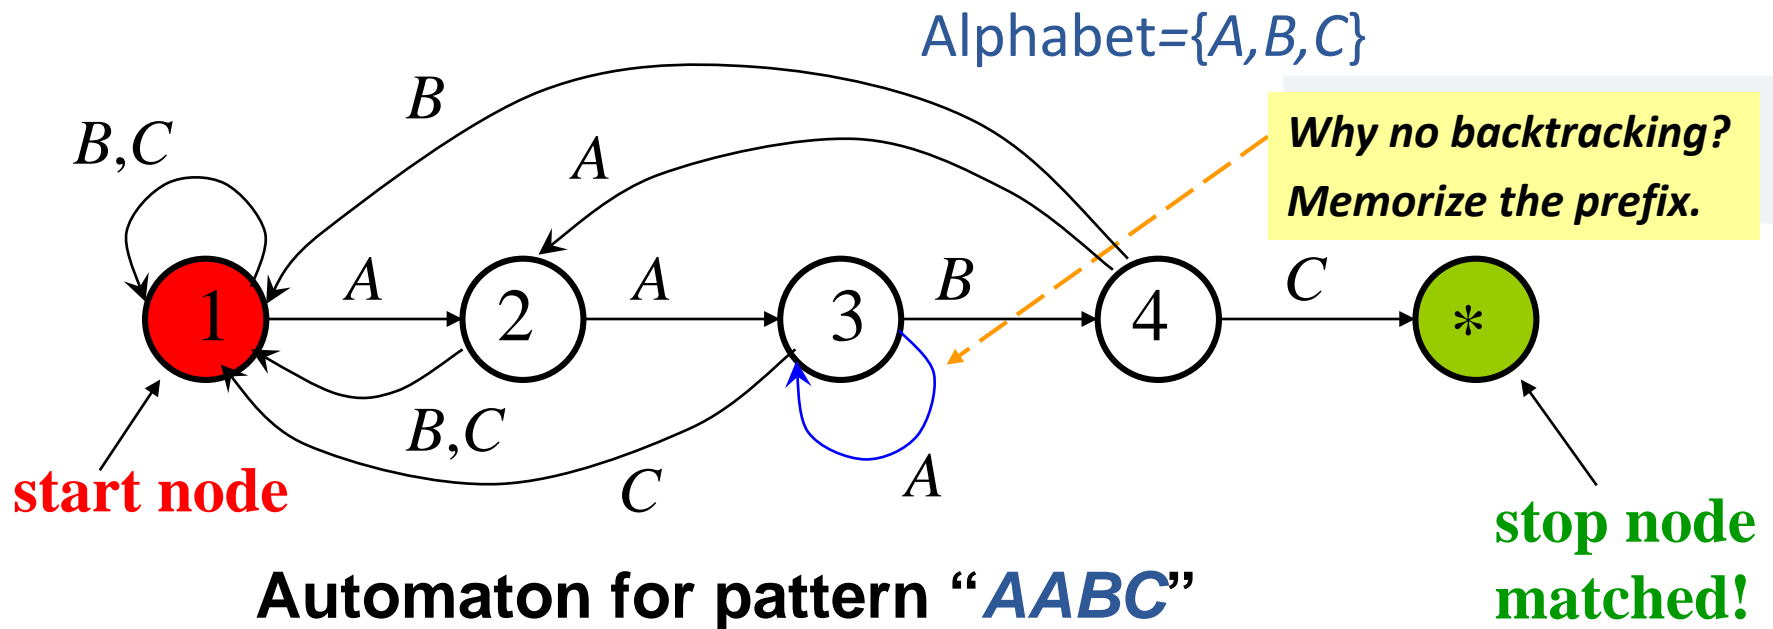 Alphabet={A,B,C}
B
B,C
A
Why no backtracking?
Memorize the prefix.
1
A
2
A
3
B
4
C
*
B,C
C
A
start node
stop node
matched!
Automaton for pattern “AABC”